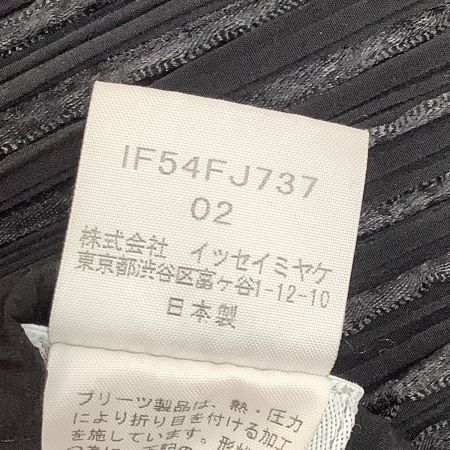 IF54FJ737
02
株式会社 イッセイミヤケ
東京都渋谷区富ヶ谷1-12-10
日本製
プリーツ製品は、熱・圧力
により折り目を付ける加工
を施しています。形状